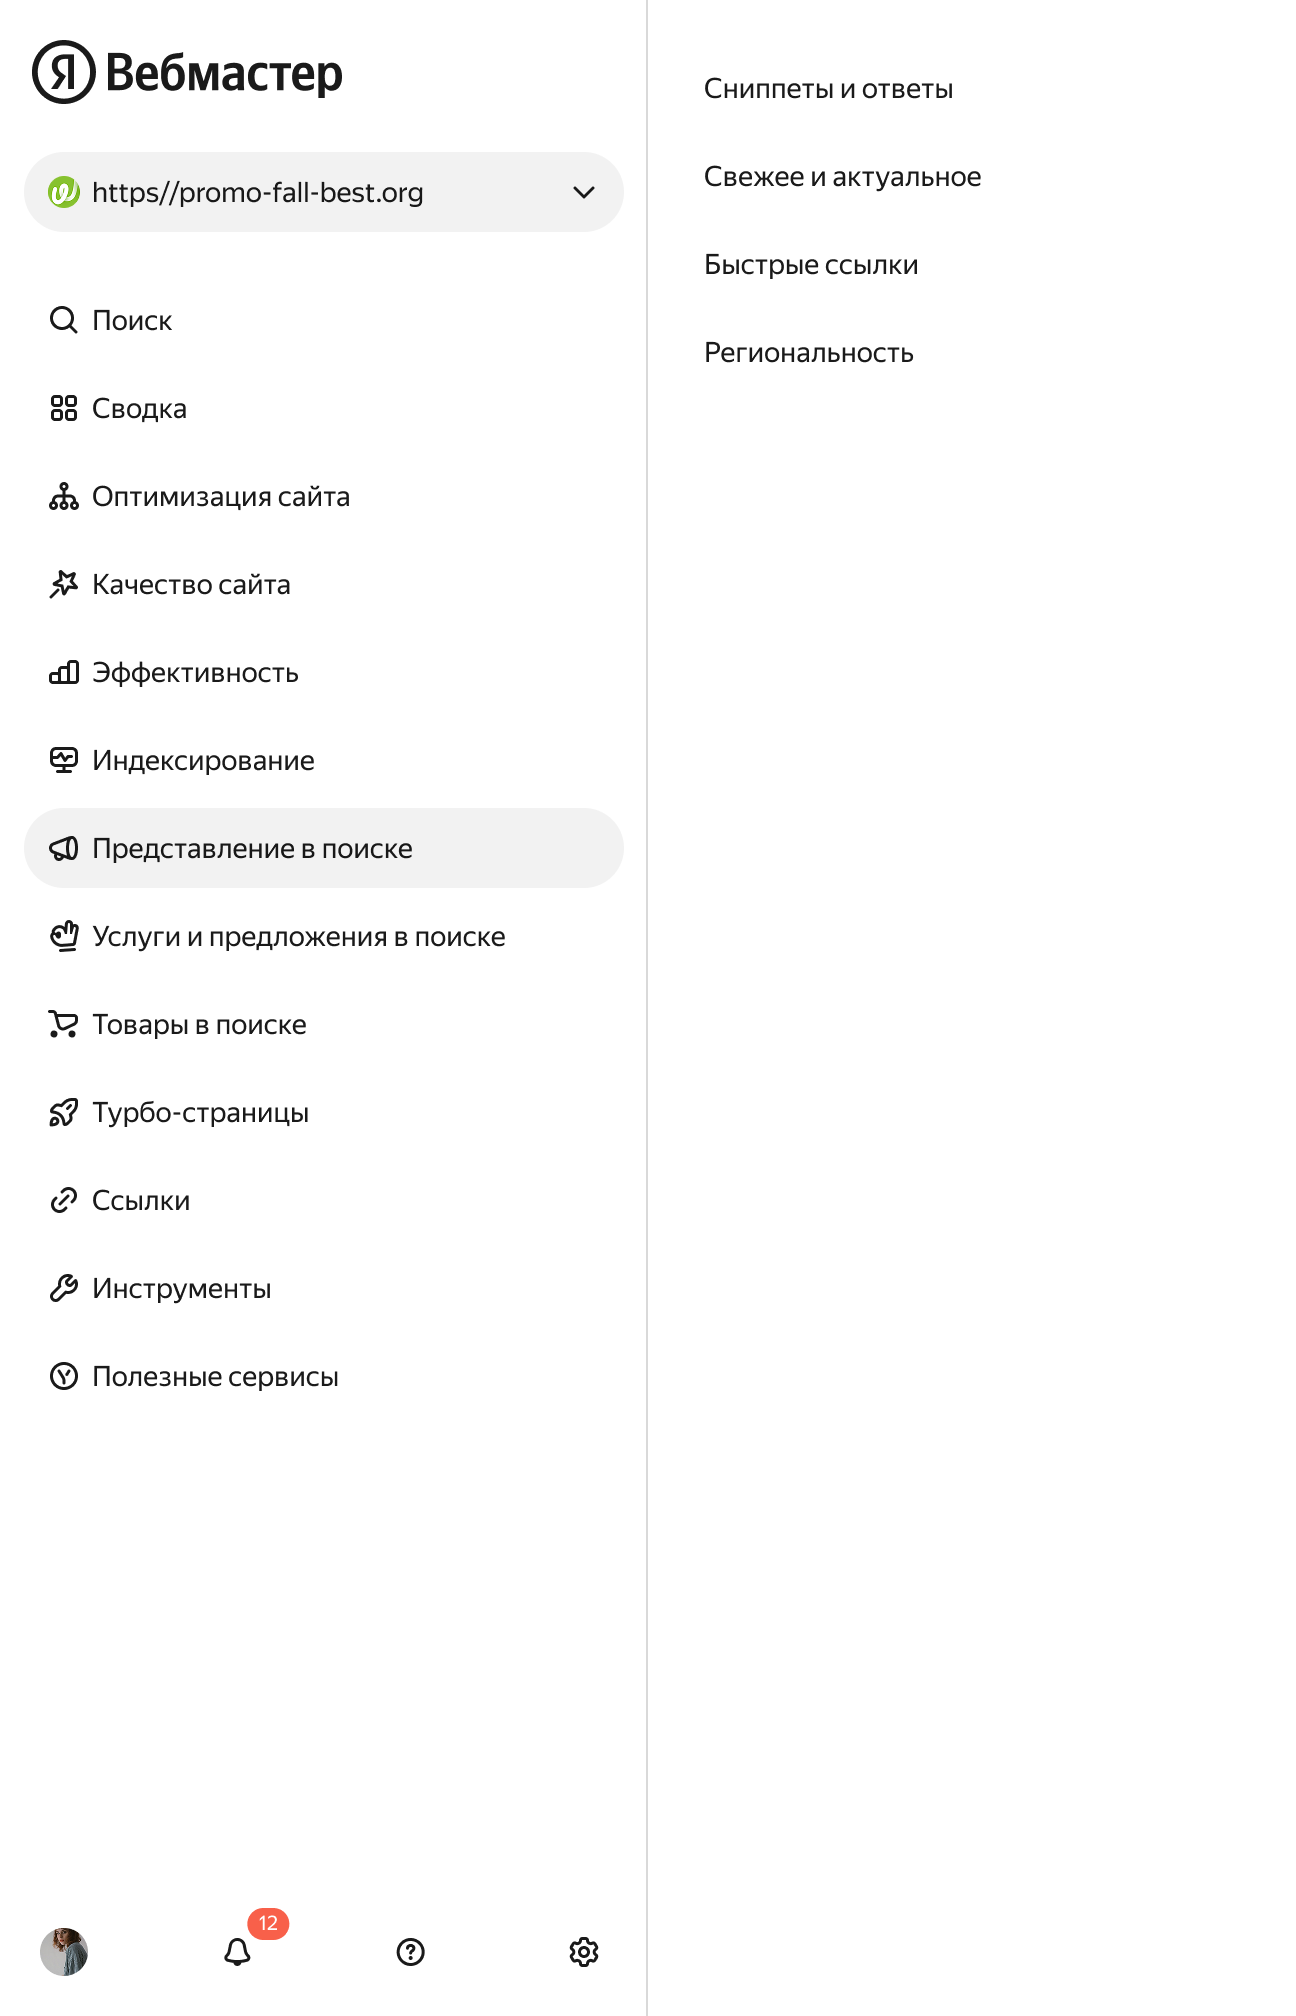 Я Вебмастер
https//promo-fall-best.org
Поиск
Сводка
Оптимизация сайта
Качество сайта
Эффективность
Индексирование
Представление в поиске
Услуги и предложения в поиске
Товары в поиске
Турбо-страницы
Ссылки
Инструменты
Полезные сервисы
12
Сниппеты и ответы
Свежее и актуальное
Быстрые ссылки
Региональность